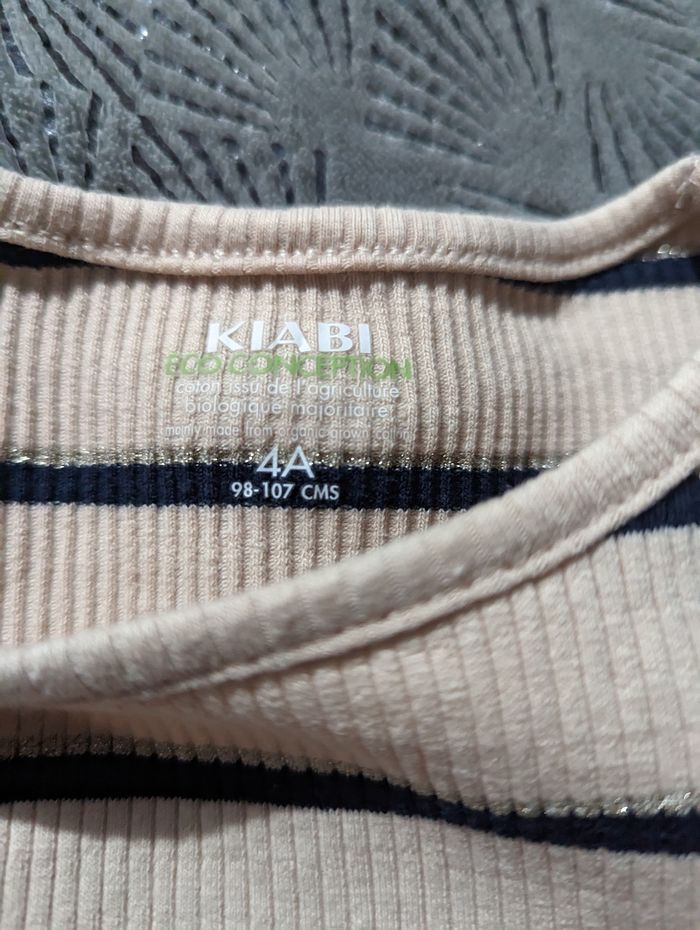 KIABI
ECO CONCEPTION
coton issu de l'agriculture
biologique majoritaire
mainly made from organic grown cotton
4A
98-107 CMS